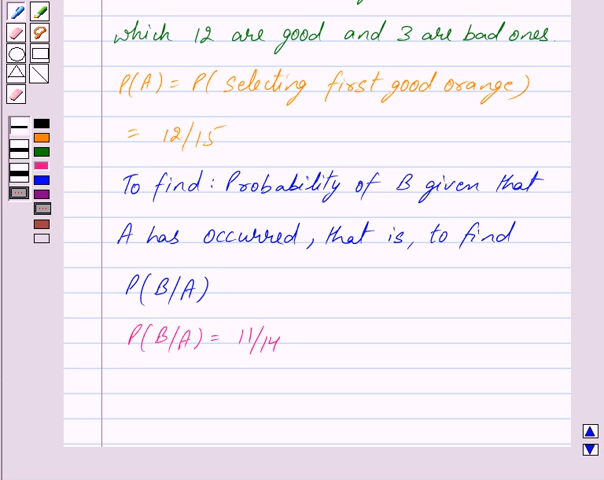 which 12 are good and 3 are bad ones.
P(A) = P( Selecting first good orange)
= 12/15
To find : Probability of B given that
A has occurred, that is, to find
P(B/A)
P(B/A) = 11/14